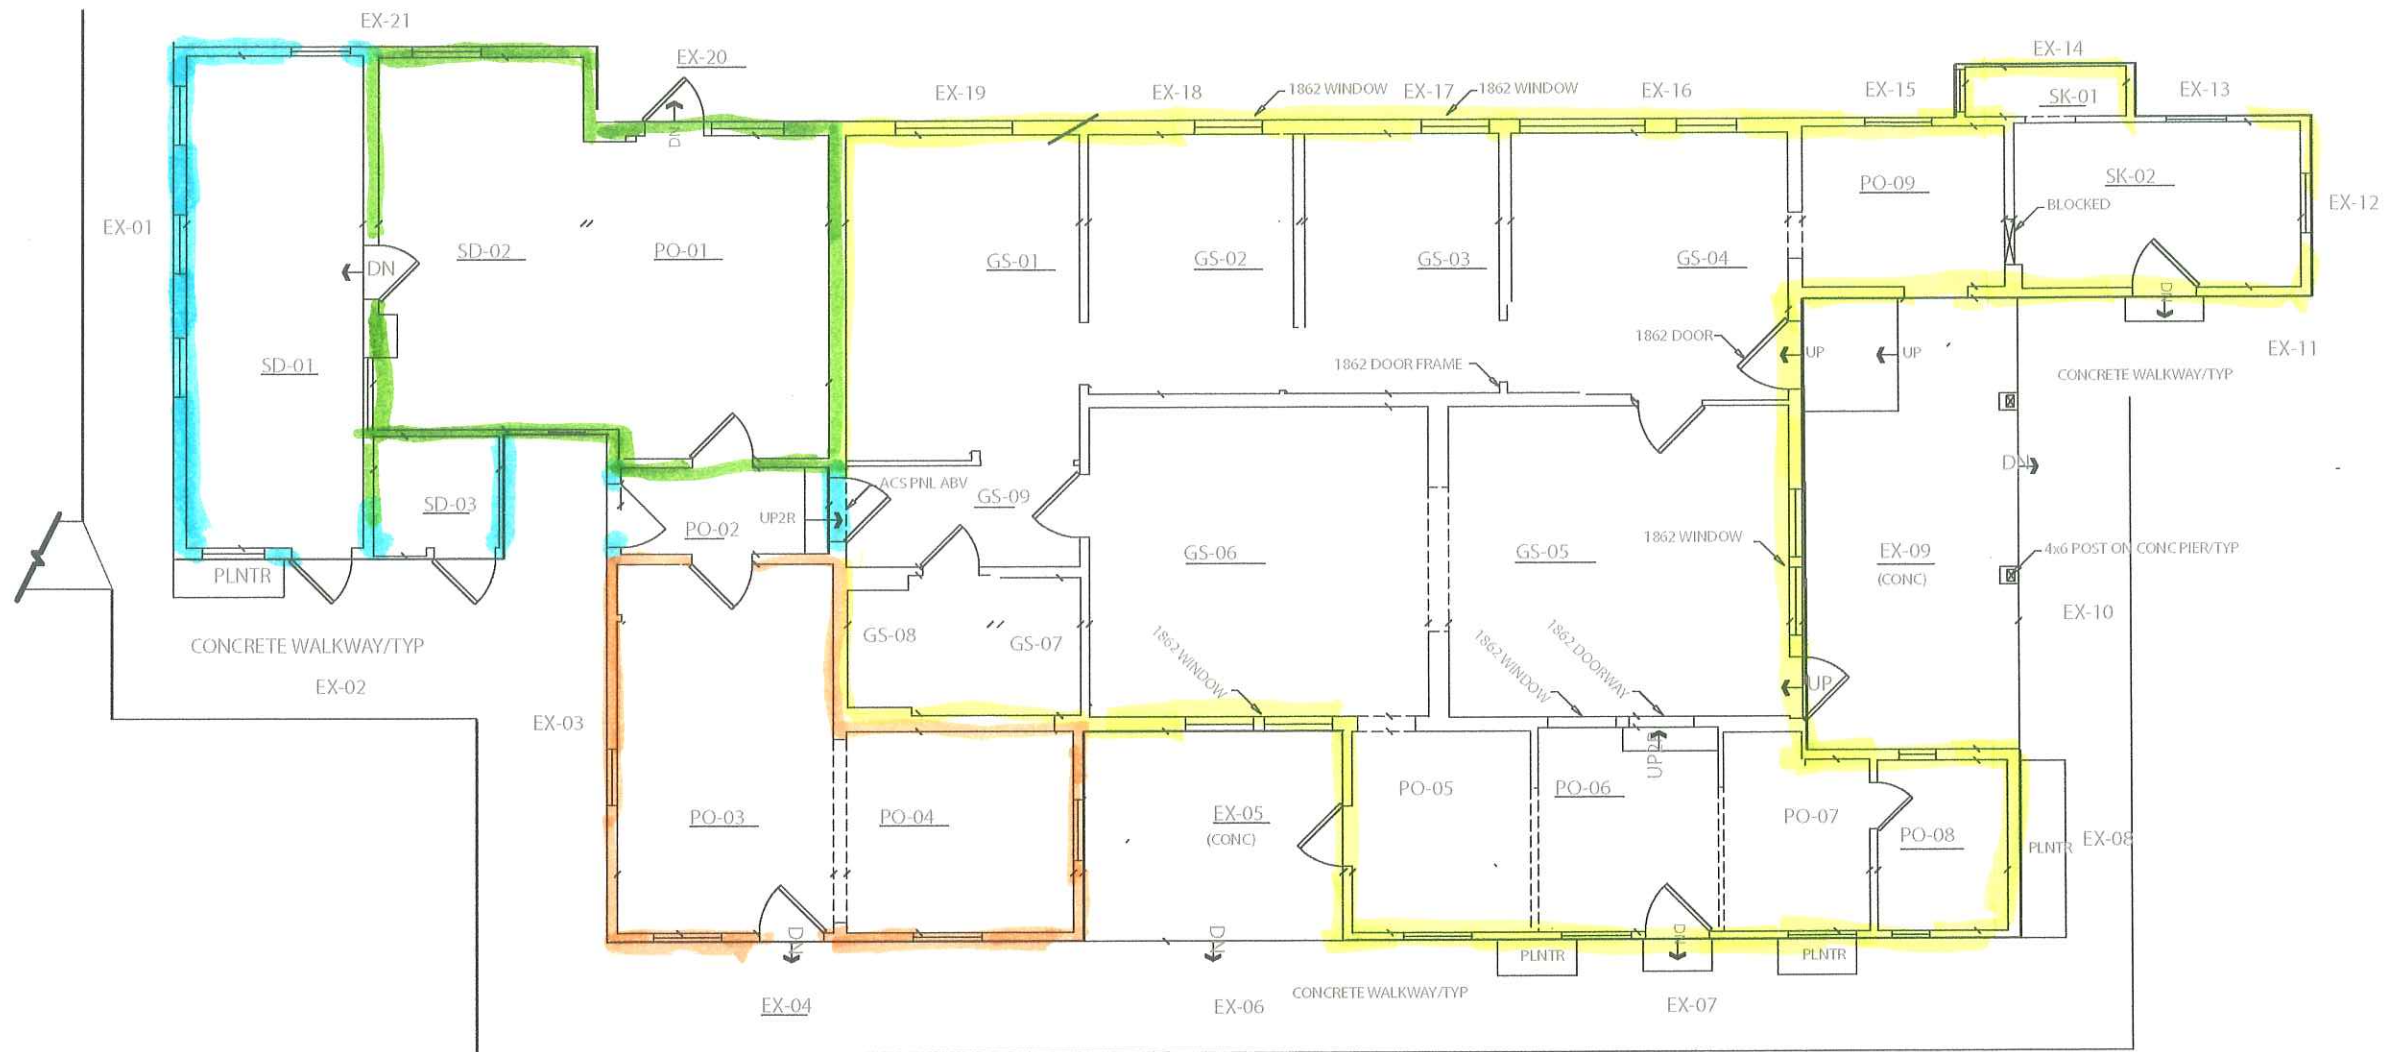 EX-21
EX-20
EX-19
EX-18
1862 WINDOW
EX-17
1862 WINDOW
EX-16
EX-15
EX-14
SK-01
EX-13
DN
EX-01
SD-02
PO-01
GS-01
GS-02
GS-03
GS-04
PO-09
SK-02
BLOCKED
EX-12
DN
DN
SD-01
1862 DOOR FRAME
1862 DOOR
UP
UP
EX-11
CONCRETE WALKWAY/TYP
SD-03
PO-02
UP2R
ACS PNL ABV
GS-09
GS-06
GS-05
1862 WINDOW
EX-09
(CONC)
DN
4x6 POST ON CONC PIER/TYP
EX-10
PLNTR
CONCRETE WALKWAY/TYP
EX-02
GS-08
GS-07
1862 WINDOW
1862 WINDOW
1862 DOORWAY
UP
EX-03
PO-03
PO-04
EX-05
(CONC)
PO-05
UP2R
PO-06
PO-07
PO-08
PLNTR
EX-08
DN
DN
DN
PLNTR
PLNTR
EX-04
EX-06
CONCRETE WALKWAY/TYP
EX-07